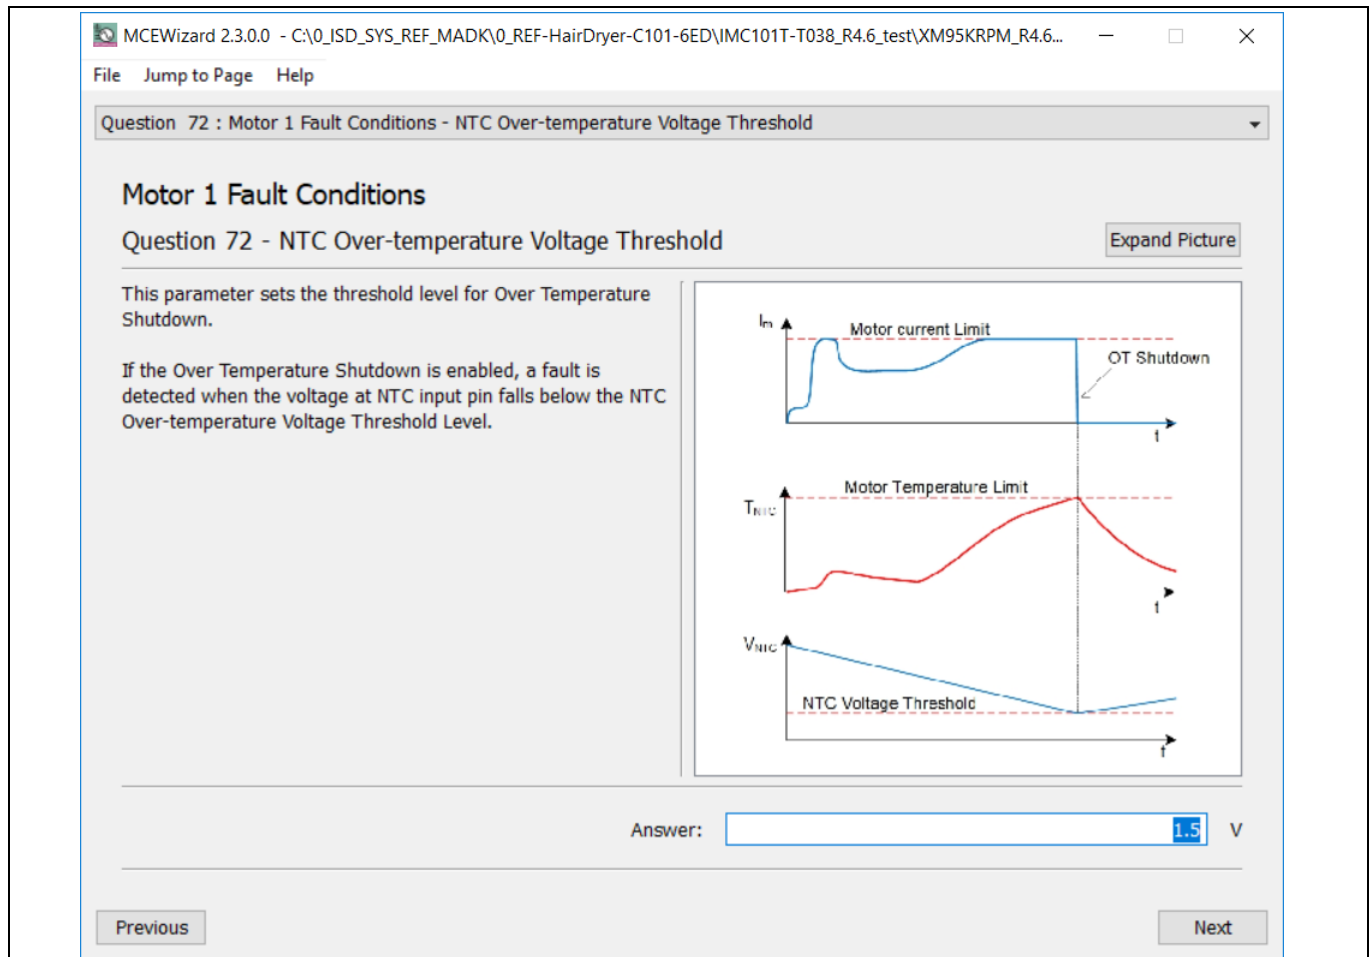 MCEWizard 2.3.0.0 - C:\0_ISD_SYS_REF_MADK\0_REF-HairDryer-C101-6ED\IMC101T-T038_R4.6_test\XM95KRPM_R4.6...
File Jump to Page Help
Question 72 : Motor 1 Fault Conditions - NTC Over-temperature Voltage Threshold
Motor 1 Fault Conditions
Question 72 - NTC Over-temperature Voltage Threshold
Expand Picture
This parameter sets the threshold level for Over Temperature
Shutdown.
If the Over Temperature Shutdown is enabled, a fault is
detected when the voltage at NTC input pin falls below the NTC
Over-temperature Voltage Threshold Level.
Im
Motor current Limit
OT Shutdown
t
Motor Temperature Limit
TNTC
t
VNTC
NTC Voltage Threshold
t
Answer:
1.5
V
Previous
Next